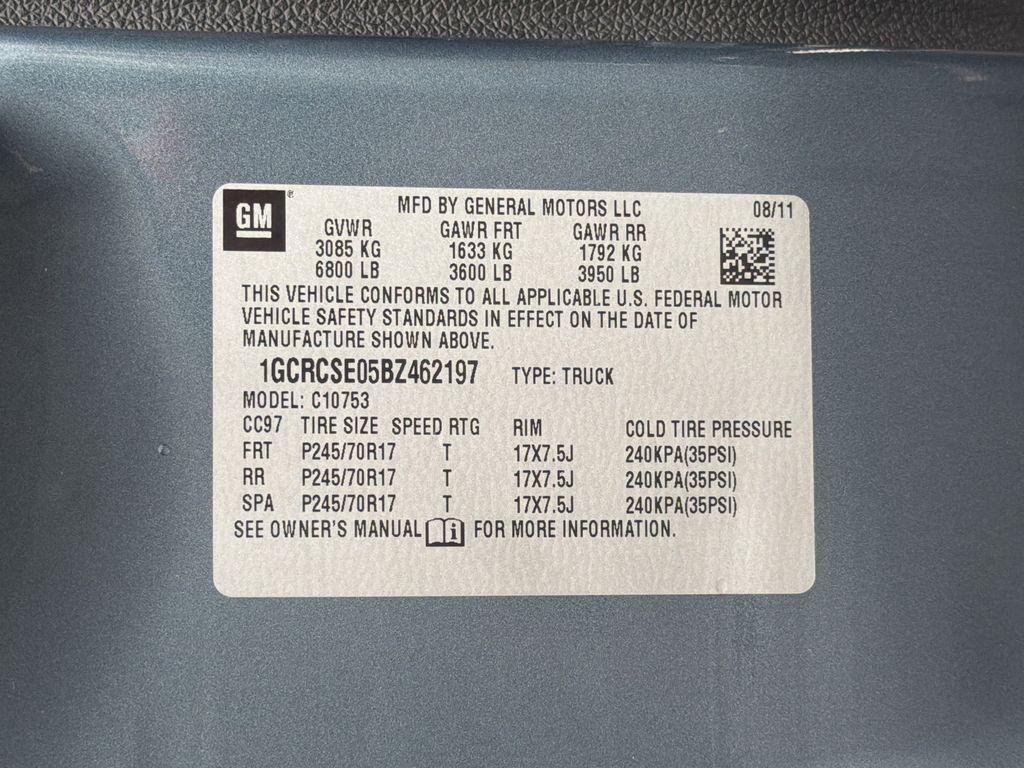 GM ®
MFD BY GENERAL MOTORS LLC 08/11
GVWR GAWR FRT GAWR RR
3085 KG 1633 KG 1792 KG
6800 LB 3600 LB 3950 LB
THIS VEHICLE CONFORMS TO ALL APPLICABLE U.S. FEDERAL MOTOR
VEHICLE SAFETY STANDARDS IN EFFECT ON THE DATE OF
MANUFACTURE SHOWN ABOVE.
1GCRCSE05BZ462197 TYPE: TRUCK
MODEL: C10753
CC97 TIRE SIZE SPEED RTG RIM COLD TIRE PRESSURE
FRT P245/70R17 T 17X7.5J 240KPA(35PSI)
RR P245/70R17 T 17X7.5J 240KPA(35PSI)
SPA P245/70R17 T 17X7.5J 240KPA(35PSI)
SEE OWNER'S MANUAL i FOR MORE INFORMATION.